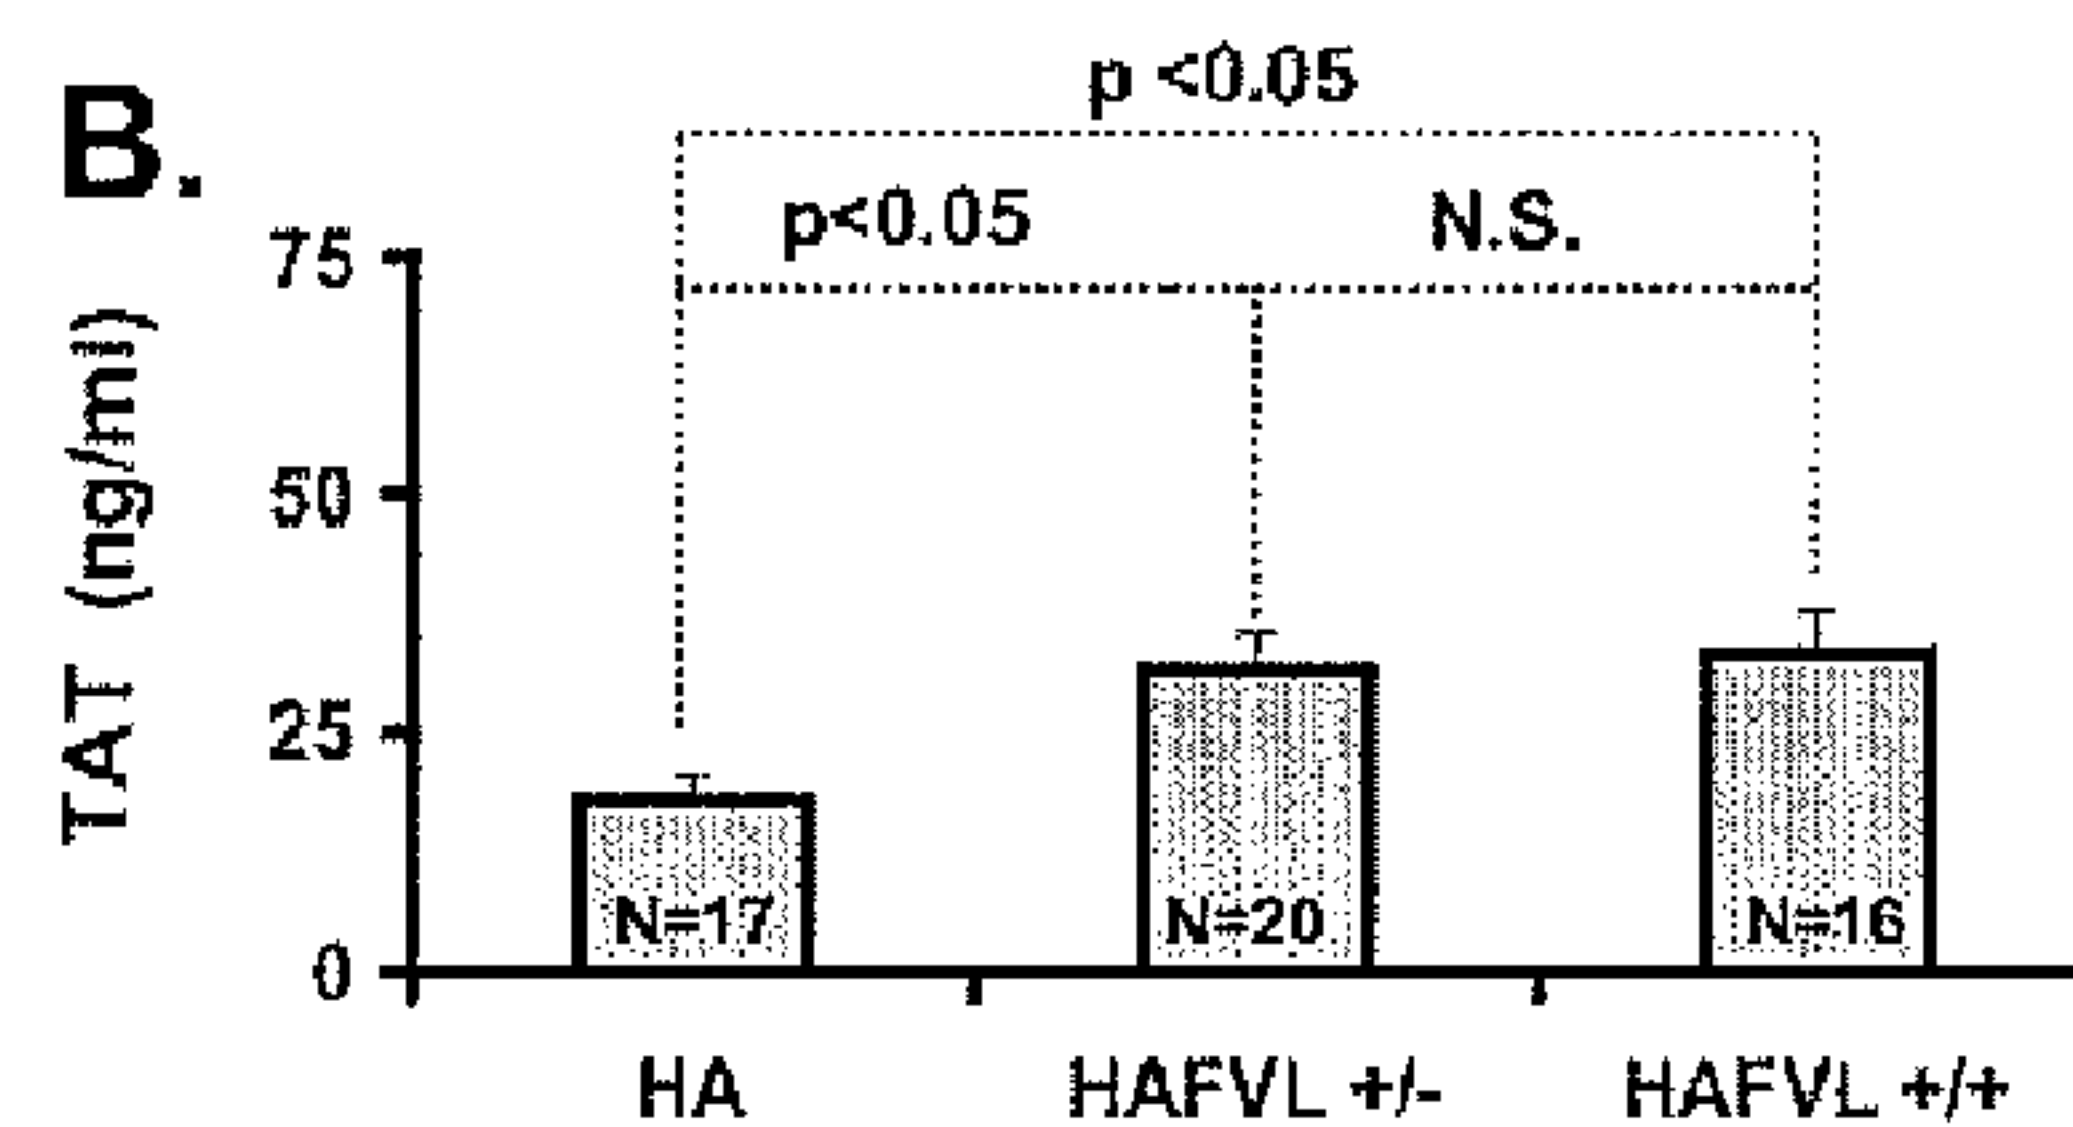 B.
p <0.05
p<0.05 N.S.
TAT (ng/ml)
75
50
25
0
N=17 N=20 N=16
HA HAFVL +/- HAFVL +/+